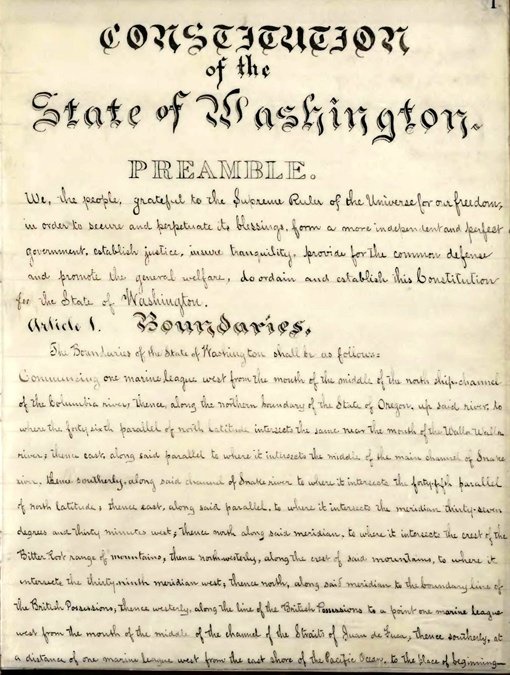 1
CONSTITUTION
of the
State of Washington.
PREAMBLE.
We, the people, grateful to the Supreme Ruler of the Universe for our freedom,
in order to secure and perpetuate its blessings, form a more independent and perfect
government, establish justice, insure tranquility, provide for the common defense
and promote the general welfare, do ordain and establish this Constitution
for the State of Washington.
Article 1. Boundaries.
The Boundaries of the State of Washington shall be as follows:
Commencing one marine league west from the mouth of the middle of the north ship-channel
of the Columbia river; thence, along the northern boundary of the State of Oregon, up said river, to
where the forty sixth parallel of north latitude intersects the same near the mouth of the Walla Walla
river; thence east, along said parallel to where it intersects the middle of the main channel of Snake
river, thence southerly, along said channel of Snake river to where it intersects the forty-fifth parallel
of north latitude; thence east, along said parallel, to where it intersects the meridian thirty-seven
degrees and thirty minutes west; thence north along said meridian, to where it intersects the crest of the
Bitter Root range of mountains, thence northwesterly, along the crest of said mountains, to where it
intersects the thirty-ninth meridian west; thence north, along said meridian to the boundary line of
the British Possessions; thence westerly, along the line of the British Possessions to a point one marine league
west from the mouth of the middle of the channel of the Straits of Juan de Fuca, thence southerly, at
a distance of one marine league west from the east shore of the Pacific Ocean, to the place of beginning—